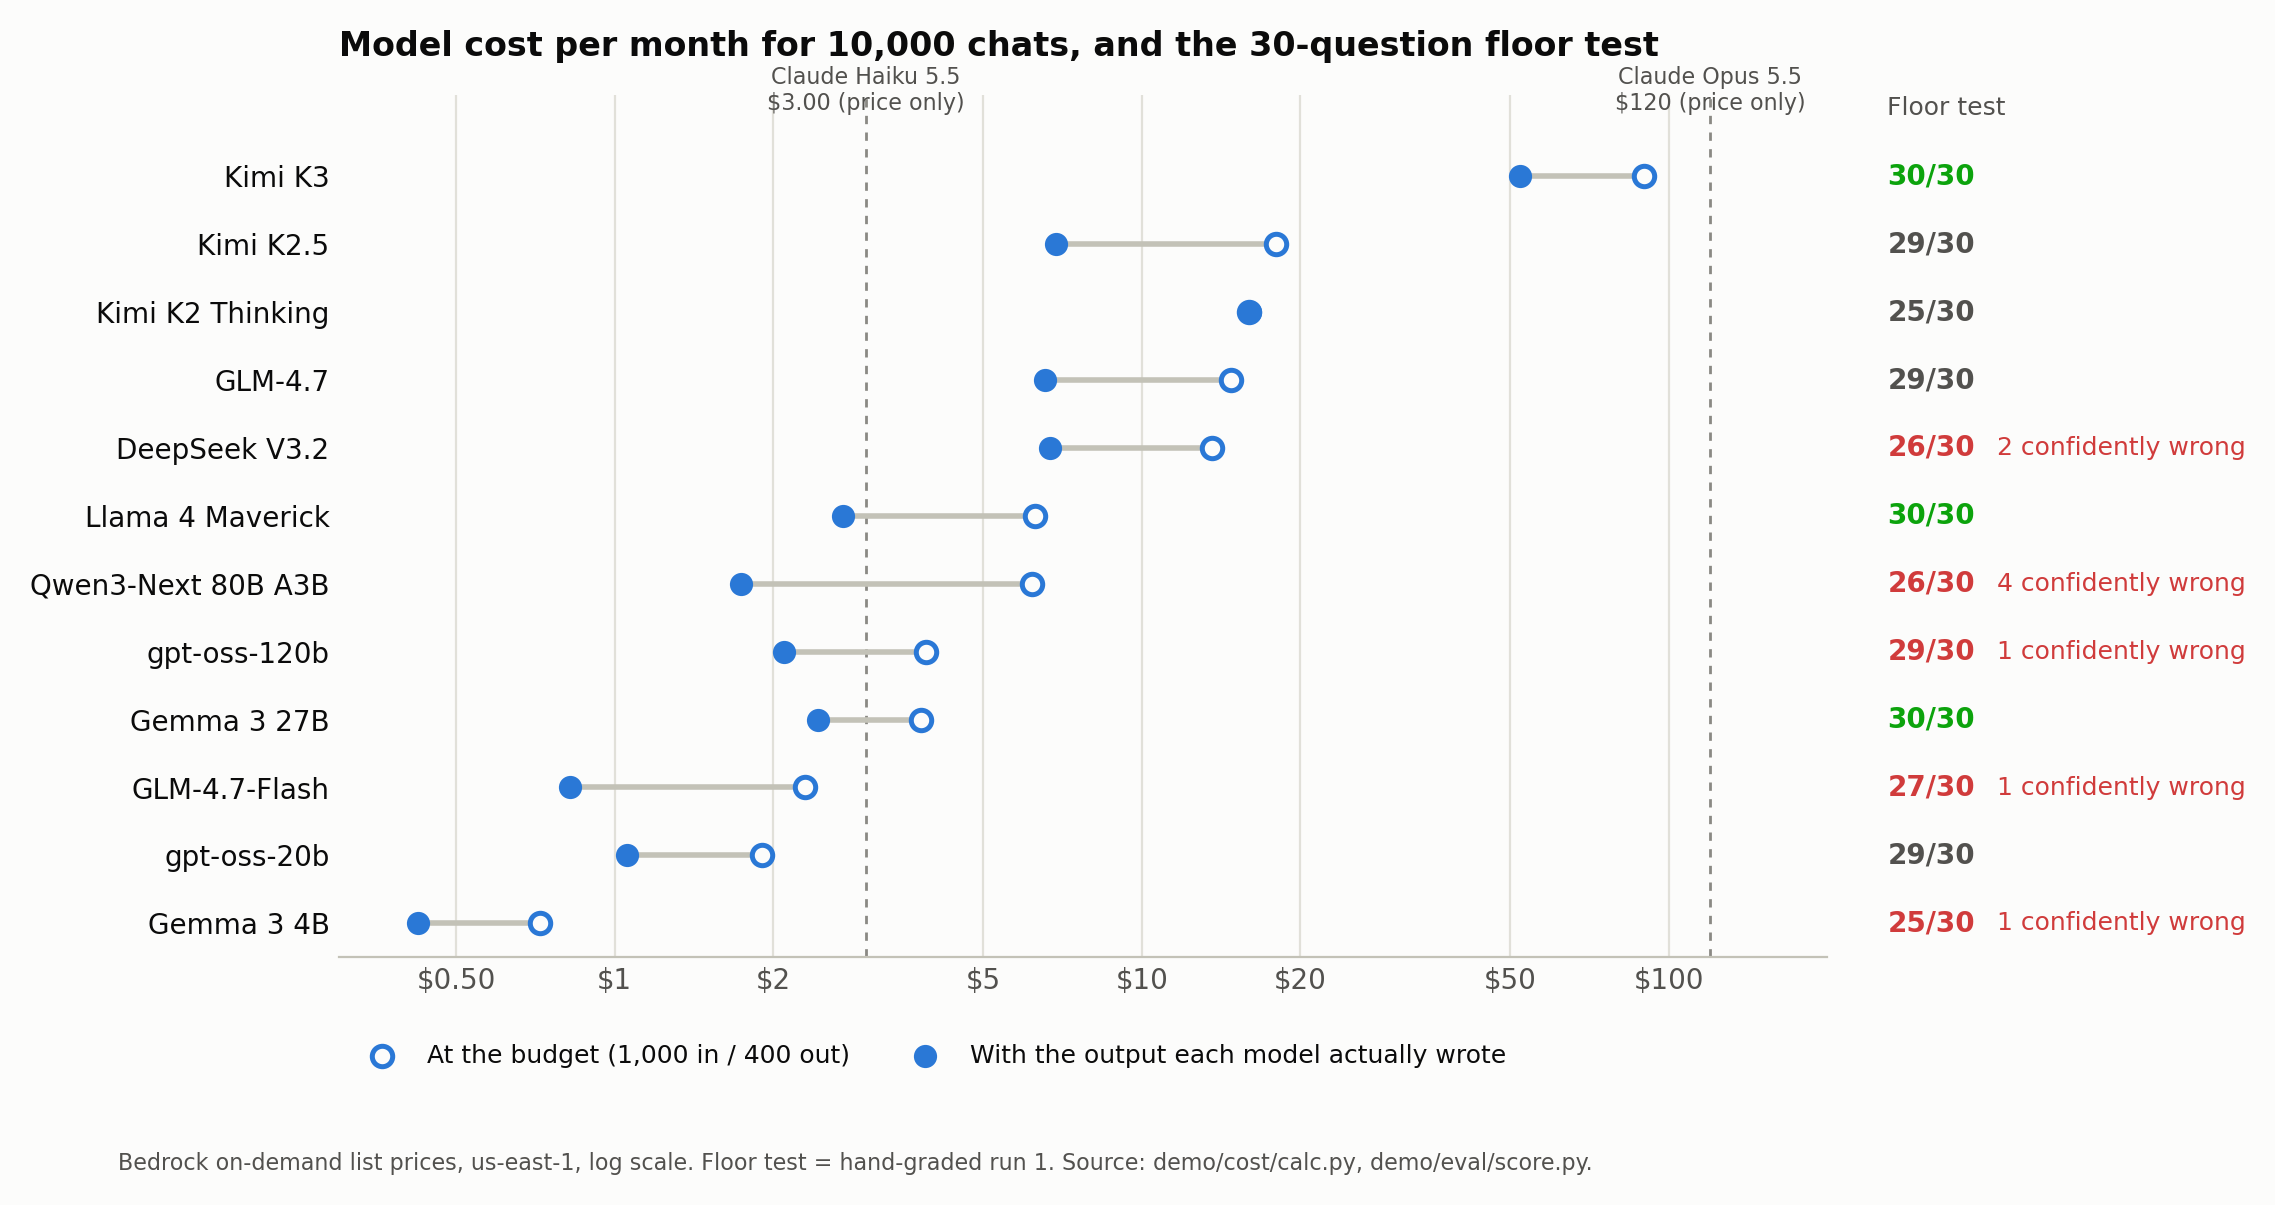 Model cost per month for 10,000 chats, and the 30-question floor test
Claude Haiku 5.5
$3.00 (price only)
Claude Opus 5.5
$120 (price only)
Floor test
Kimi K3 30/30
Kimi K2.5 29/30
Kimi K2 Thinking 25/30
GLM-4.7 29/30
DeepSeek V3.2 26/30 2 confidently wrong
Llama 4 Maverick 30/30
Qwen3-Next 80B A3B 26/30 4 confidently wrong
gpt-oss-120b 29/30 1 confidently wrong
Gemma 3 27B 30/30
GLM-4.7-Flash 27/30 1 confidently wrong
gpt-oss-20b 29/30
Gemma 3 4B 25/30 1 confidently wrong
$0.50 $1 $2 $5 $10 $20 $50 $100
At the budget (1,000 in / 400 out) With the output each model actually wrote
Bedrock on-demand list prices, us-east-1, log scale. Floor test = hand-graded run 1. Source: demo/cost/calc.py, demo/eval/score.py.